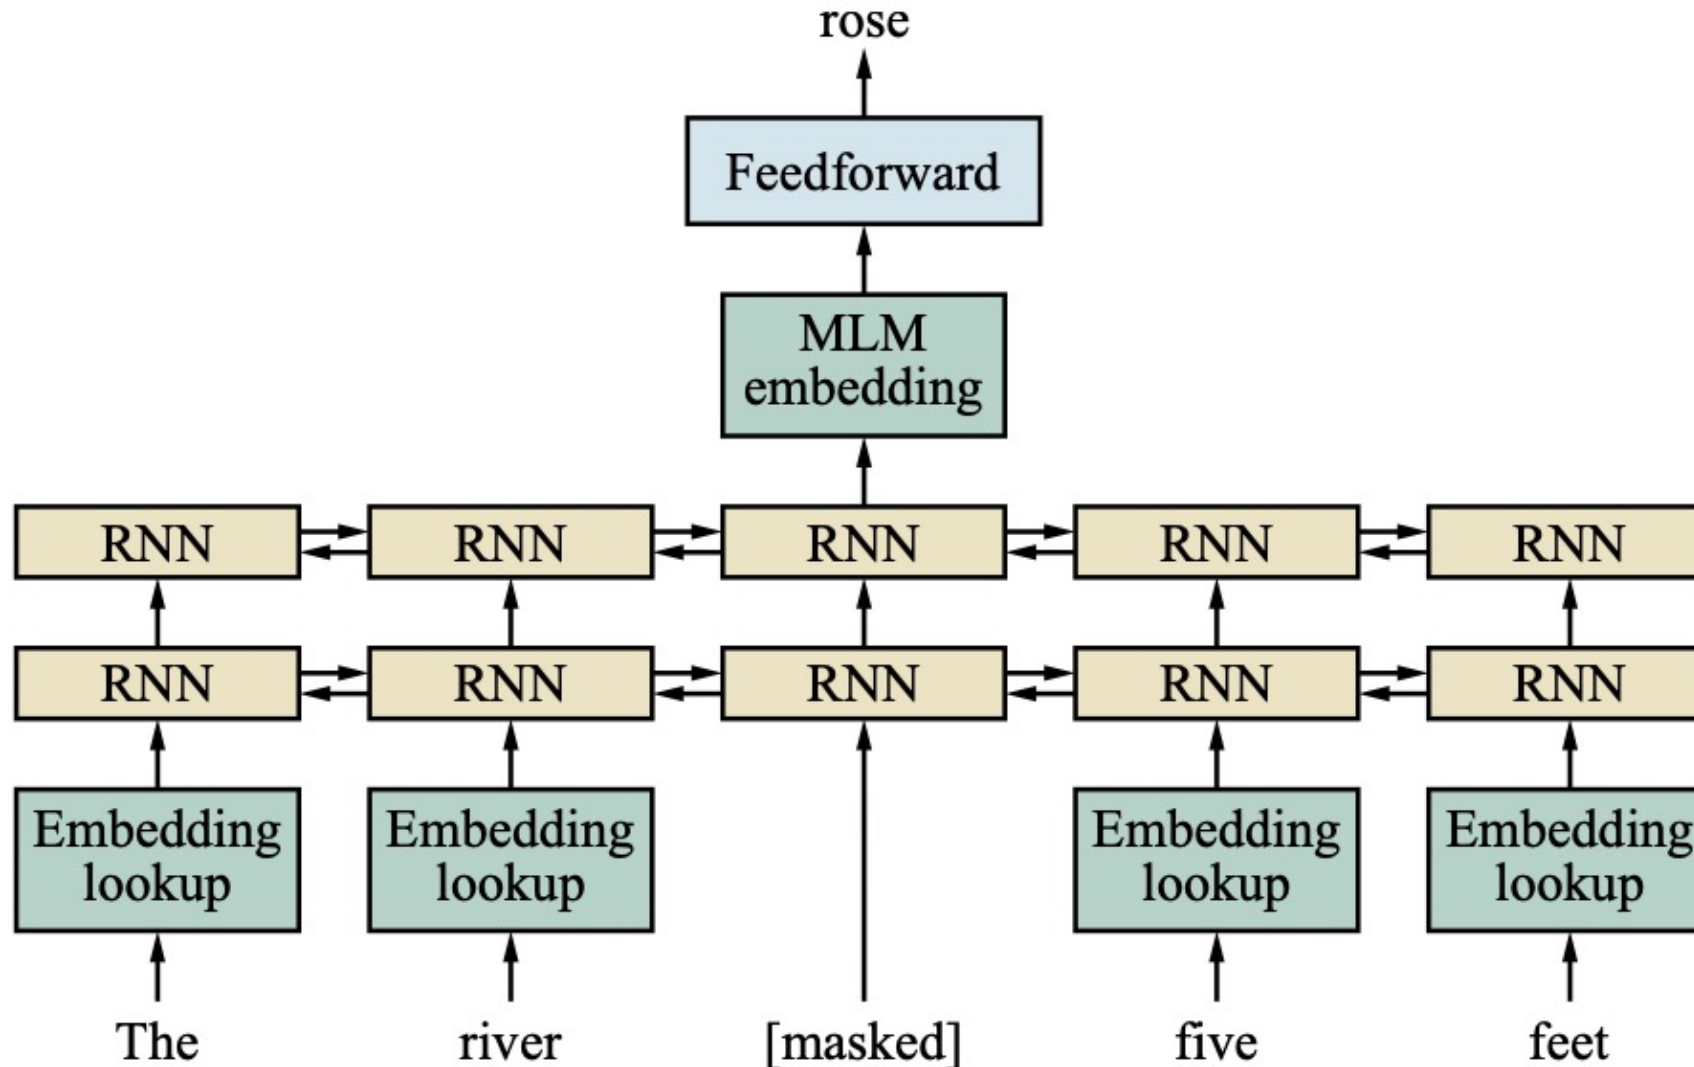 rose
Feedforward
MLM
embedding
RNN RNN RNN RNN RNN
RNN RNN RNN RNN RNN
Embedding Embedding Embedding Embedding
lookup lookup lookup lookup
The river [masked] five feet